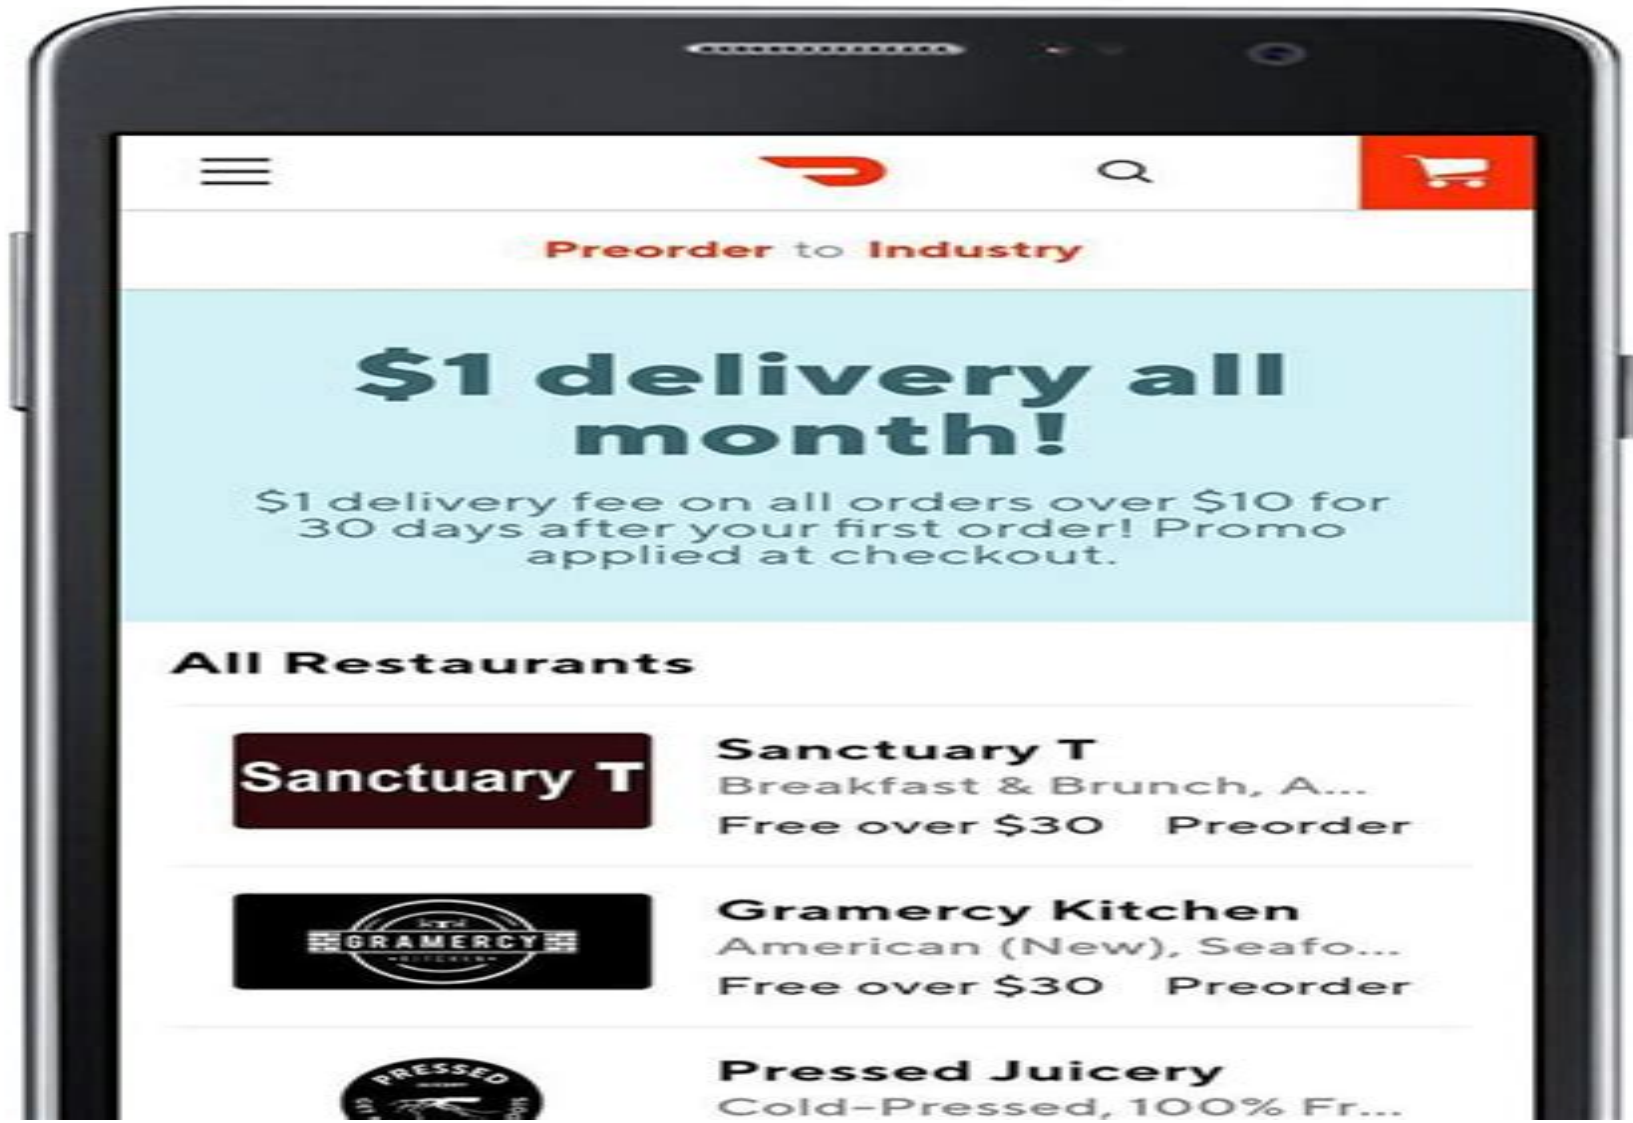 Preorder to Industry
$1 delivery all
month!
$1 delivery fee on all orders over $10 for
30 days after your first order! Promo
applied at checkout.
All Restaurants
Sanctuary T
Sanctuary T
Breakfast & Brunch, A...
Free over $30 Preorder
GRAMERCY
KITCHEN
Gramercy Kitchen
American (New), Seafo...
Free over $30 Preorder
PRESSED
JUICERY
Pressed Juicery
Cold-Pressed, 100% Fr...